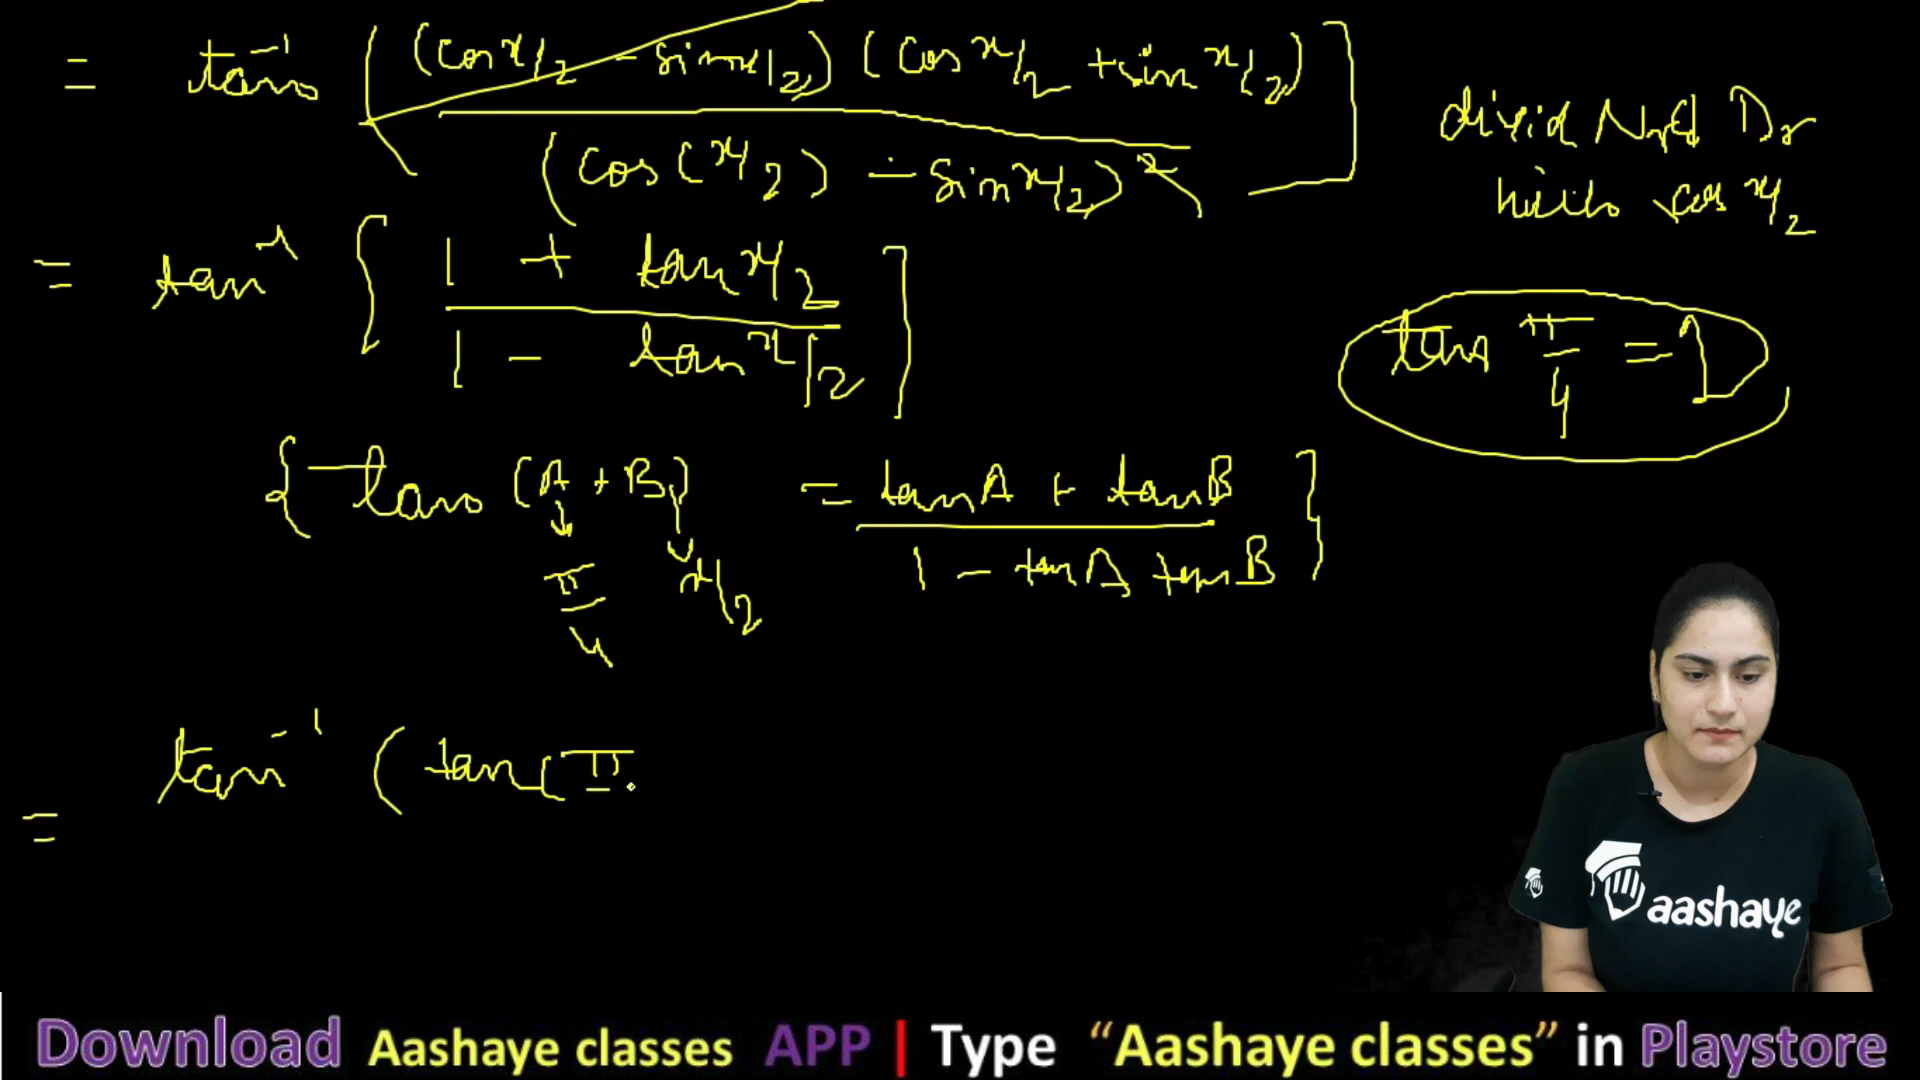 = tan⁻¹ [ (cos x/2 - sin x/2) (cos x/2 + sin x/2) / (cos(x/2) - sin x/2)² ]
divid Nr & Dr
with cos x/2
= tan⁻¹ [ 1 + tan x/2 / 1 - tan x/2 ]
tan π/4 = 1
{ tan (A + B) = tan A + tan B / 1 - tan A tan B }
π/4 x/2
= tan⁻¹ ( tan ( π
aashaye
Download Aashaye classes APP | Type “Aashaye classes” in Playstore